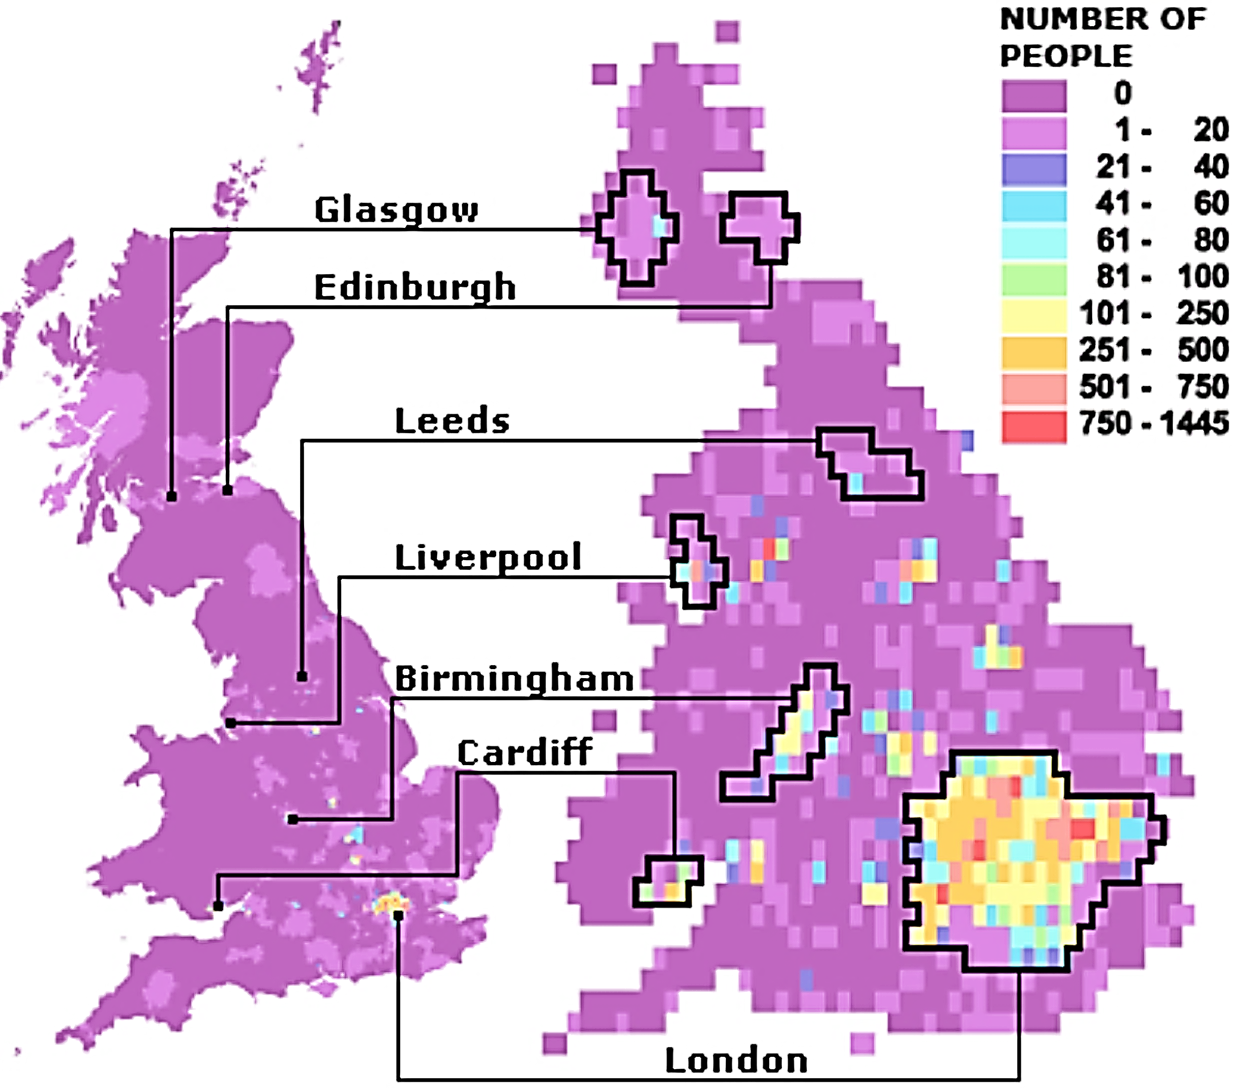 NUMBER OF
PEOPLE
0
1 - 20
21 - 40
41 - 60
61 - 80
81 - 100
101 - 250
251 - 500
501 - 750
750 - 1445
Glasgow
Edinburgh
Leeds
Liverpool
Birmingham
Cardiff
London